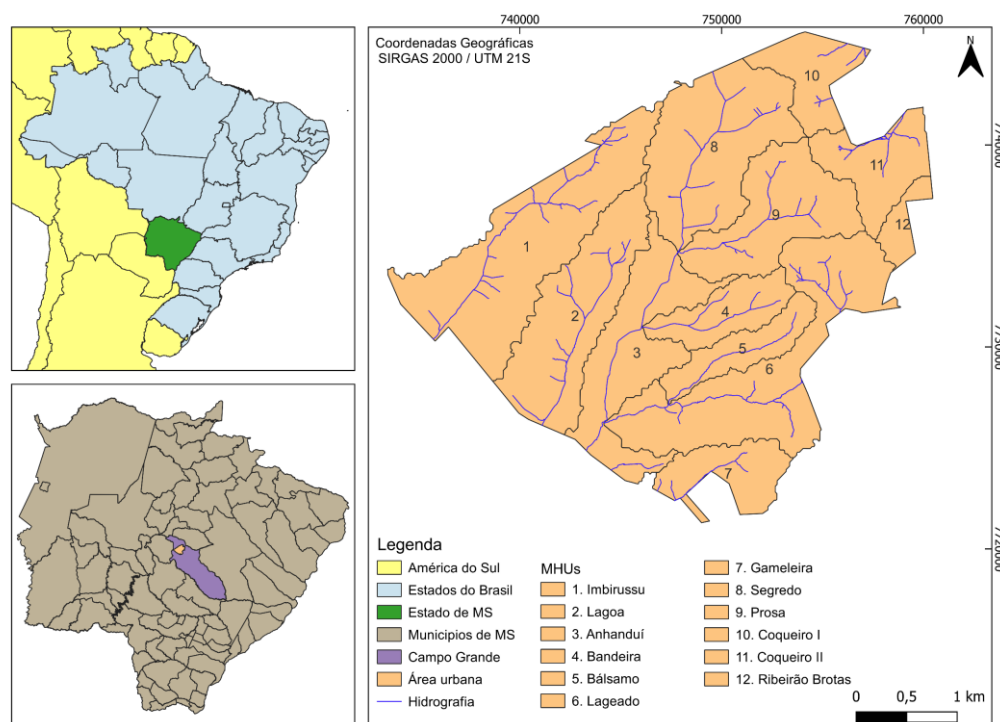 740000
750000
760000
Coordenadas Geográficas
SIRGAS 2000 / UTM 21S
N
10
8
7740000
11
9
1
12
2
4
7730000
3
5
6
7
7720000
Legenda
América do Sul
Estados do Brasil
Estado de MS
Municipios de MS
Campo Grande
Área urbana
Hidrografia
MHUs
1. Imbirussu
2. Lagoa
3. Anhanduí
4. Bandeira
5. Bálsamo
6. Lageado
7. Gameleira
8. Segredo
9. Prosa
10. Coqueiro I
11. Coqueiro II
12. Ribeirão Brotas
0 0,5 1 km